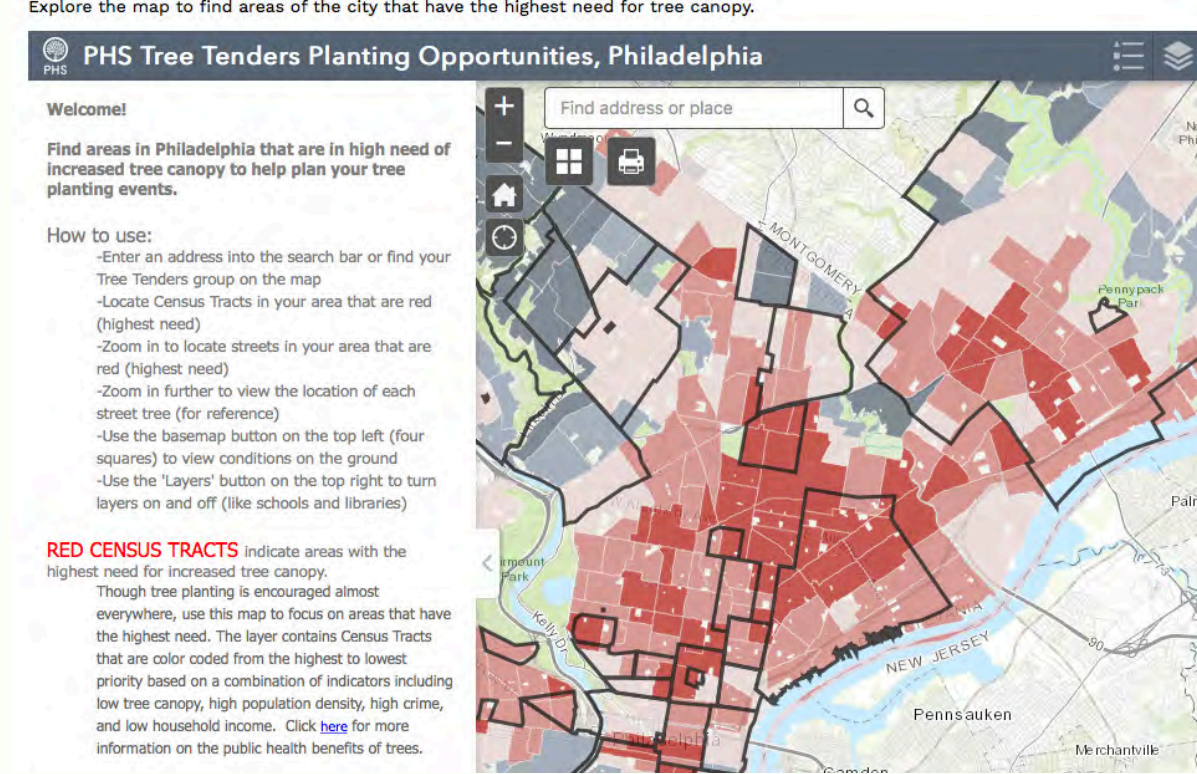 Explore the map to find areas of the city that have the highest need for tree canopy.
PHS
PHS Tree Tenders Planting Opportunities, Philadelphia
Welcome!
Find areas in Philadelphia that are in high need of
increased tree canopy to help plan your tree
planting events.
How to use:
-Enter an address into the search bar or find your
Tree Tenders group on the map
-Locate Census Tracts in your area that are red
(highest need)
-Zoom in to locate streets in your area that are
red (highest need)
-Zoom in further to view the location of each
street tree (for reference)
-Use the basemap button on the top left (four
squares) to view conditions on the ground
-Use the 'Layers' button on the top right to turn
layers on and off (like schools and libraries)
RED CENSUS TRACTS indicate areas with the
highest need for increased tree canopy.
Though tree planting is encouraged almost
everywhere, use this map to focus on areas that have
the highest need. The layer contains Census Tracts
that are color coded from the highest to lowest
priority based on a combination of indicators including
low tree canopy, high population density, high crime,
and low household income. Click here for more
information on the public health benefits of trees.
Find address or place
MONTGOMERY
Pennypack
Par
Palr
irmount
Park
Kelly Dr
NIA
NEW JERSEY
90
Pennsauken
Merchantville
Philadelphia
Camden